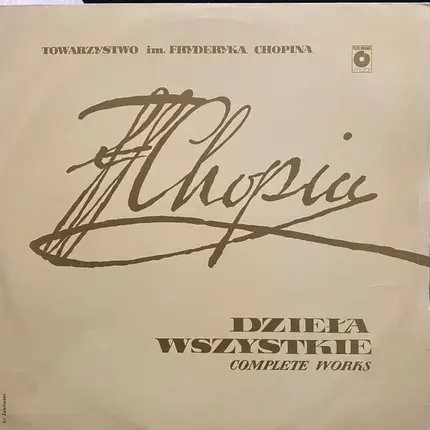 TOWARZYSTWO im. FRYDERYKA CHOPINA
FChopin
DZIEŁA
WSZYSTKIE
COMPLETE WORKS